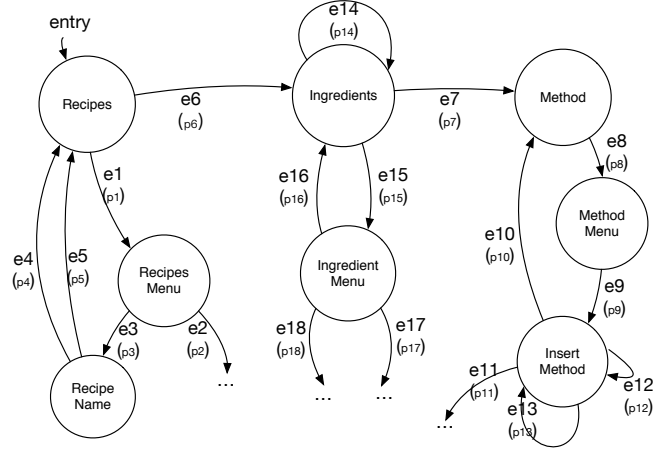 entry
e14
(p14)
Recipes
e6
(p6)
Ingredients
e7
(p7)
Method
e8
(p8)
e1
(p1)
e16
(p16)
e15
(p15)
Method
Menu
e4
(p4)
e5
(p5)
Recipes
Menu
Ingredient
Menu
e10
(p10)
e9
(p9)
e3
(p3)
e2
(p2)
e18
(p18)
e17
(p17)
Insert
Method
Recipe
Name
...
...
...
e11
(p11)
e12
(p12)
e13
(p13)
...